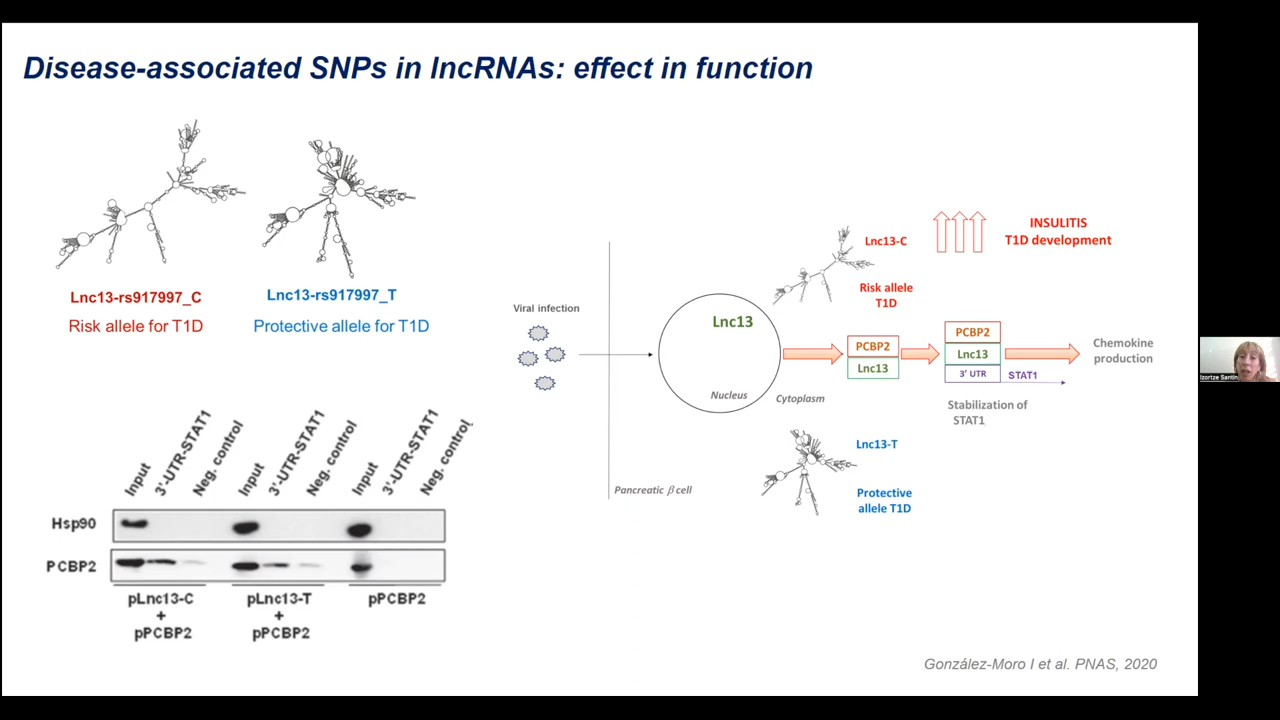 Disease-associated SNPs in lncRNAs: effect in function
Lnc13-rs917997_C
Risk allele for T1D
Lnc13-rs917997_T
Protective allele for T1D
Input
3’-UTR-STAT1
Neg. control
Input
3’-UTR-STAT1
Neg. control
Input
3’-UTR-STAT1
Neg. control
Hsp90
PCBP2
pLnc13-C
+
pPCBP2
pLnc13-T
+
pPCBP2
pPCBP2
Viral infection
Pancreatic β cell
Lnc13
Nucleus
Cytoplasm
Lnc13-C
Risk allele
T1D
INSULITIS
T1D development
PCBP2
Lnc13
PCBP2
Lnc13
3’ UTR
STAT1
Stabilization of
STAT1
Chemokine
production
Lnc13-T
Protective
allele T1D
González-Moro I et al. PNAS, 2020
Izortze Santin